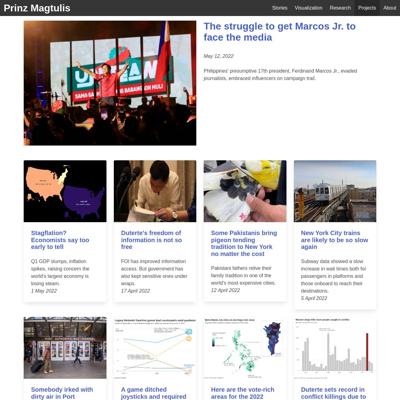 Prinz Magtulis
Stories Visualization Research Projects About
The struggle to get Marcos Jr. to
face the media
May 12, 2022
Philippines' presumptive 17th president, Ferdinand Marcos Jr., evaded
journalists, embraced influencers on campaign trail.
Stagflation?
Economists say too
early to tell
Q1 GDP slumps, inflation
spikes, raising concern the
world's largest economy is
losing steam.
1 May 2022
Duterte's freedom of
information is not so
free
FOI has improved information
access. But government has
also kept sensitive ones under
wraps.
17 April 2022
Some Pakistanis bring
pigeon tending
tradition to New York
no matter the cost
Pakistani fathers relive their
family tradition in one of the
world's most expensive cities.
12 April 2022
New York City trains
are likely to be so slow
again
Subway data showed a slow
increase in wait times both for
passengers in platforms and
those onboard to reach their
destinations.
5 April 2022
Somebody irked with
dirty air in Port
A game ditched
joysticks and required
Here are the vote-rich
areas for the 2022
Duterte sets record in
conflict killings due to